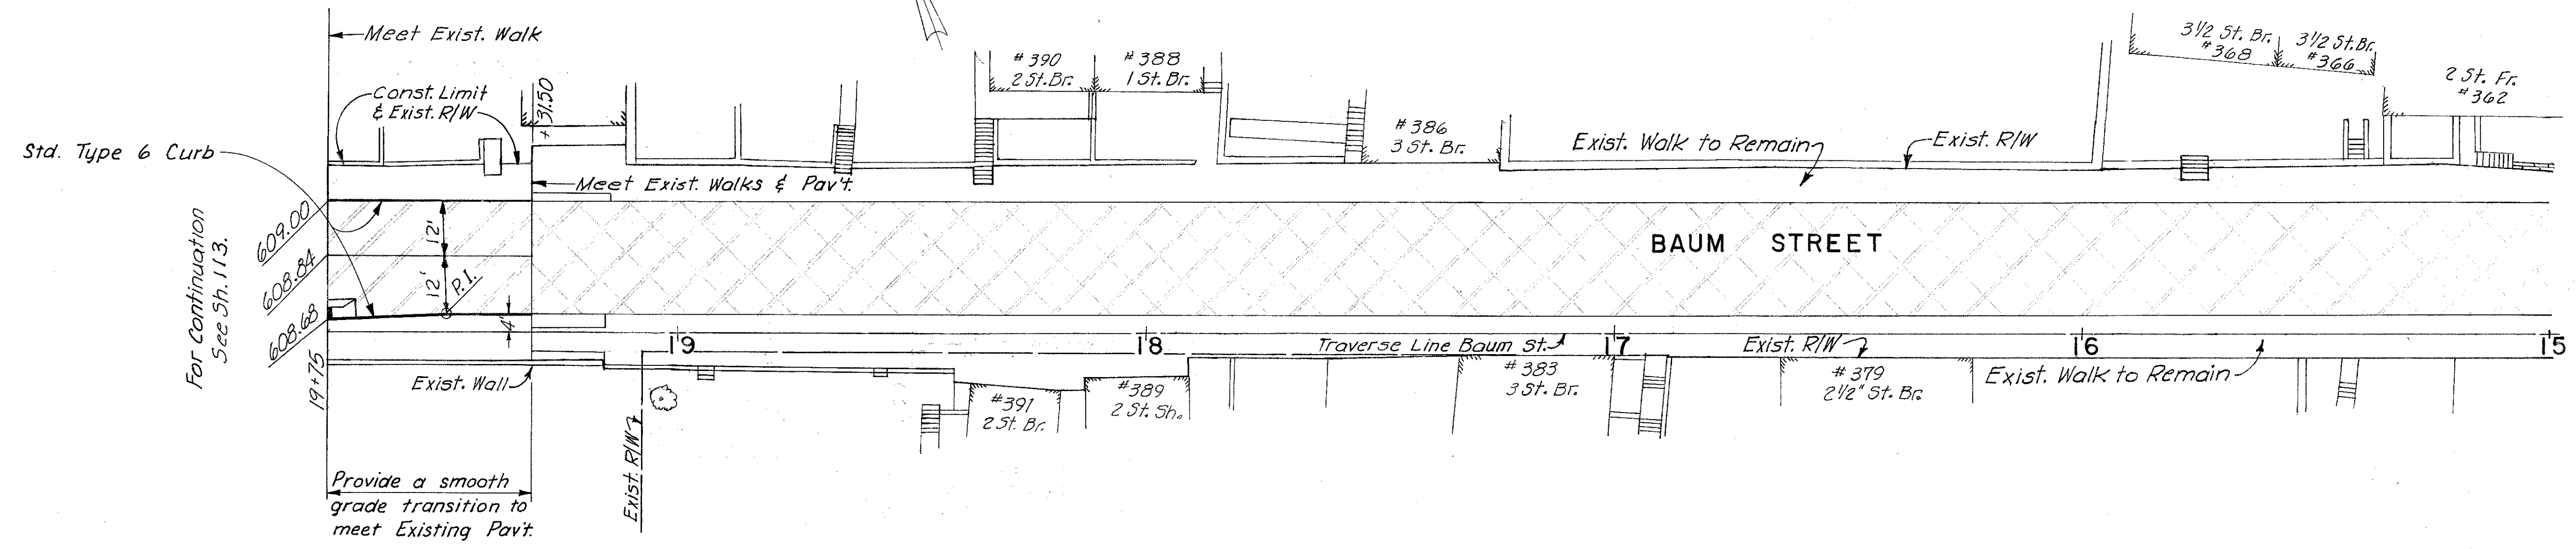 Meet Exist. Walk
Const. Limit
& Exist. R/W
+31.50
# 390
2 St. Br.
# 388
1 St. Br.
# 386
3 St. Br.
Exist. Walk to Remain
Exist. R/W
3 1/2 St. Br.
# 368
3 1/2 St. Br.
# 366
2 St. Fr.
# 362
Std. Type 6 Curb
Meet Exist. Walks & Pav't.
For Continuation
See Sh. 113.
609.00
608.84
608.68
12'
12'
P.I.
4'
BAUM STREET
19+75
19
18
17
16
15
Traverse Line Baum St.
Exist. R/W
Exist. Walk to Remain
Exist. Wall
Exist. R/W
# 391
2 St. Br.
# 389
2 St. Sh.
# 383
3 St. Br.
# 379
2 1/2" St. Br.
Provide a smooth
grade transition to
meet Existing Pav't.